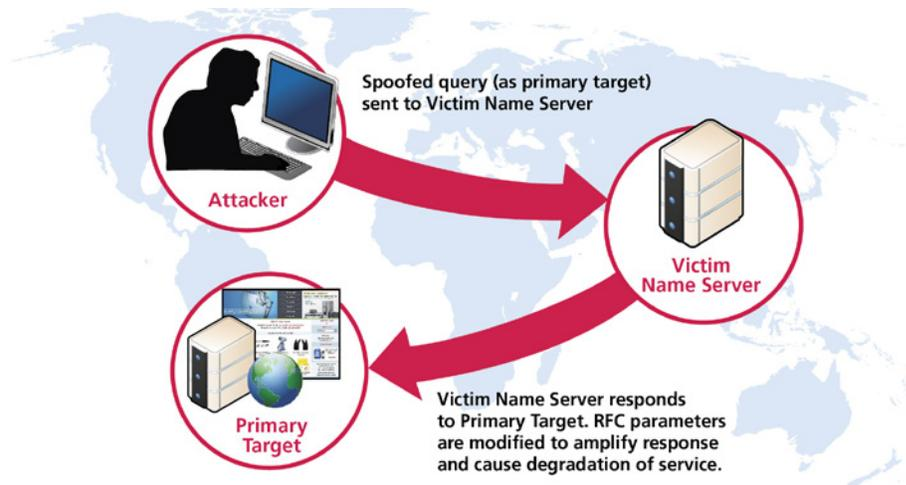 Spoofed query (as primary target)
sent to Victim Name Server
Attacker
Victim
Name Server
Primary
Target
Victim Name Server responds
to Primary Target. RFC parameters
are modified to amplify response
and cause degradation of service.